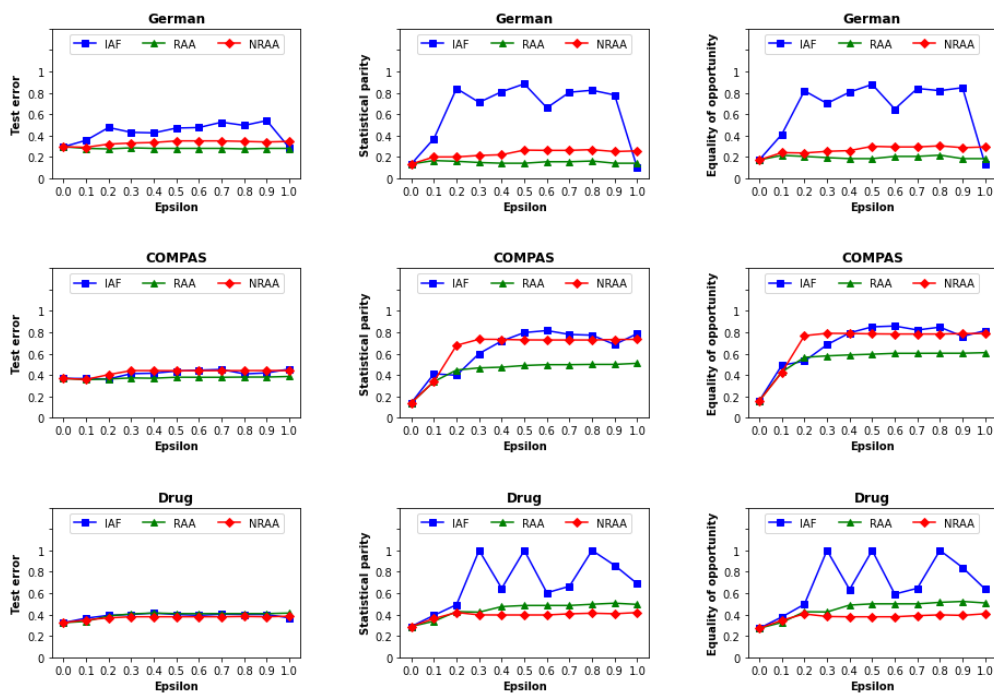 German
IAF RAA NRAA
Test error
1
0.8
0.6
0.4
0.2
0
0.0 0.1 0.2 0.3 0.4 0.5 0.6 0.7 0.8 0.9 1.0
Epsilon
German
IAF RAA NRAA
Statistical parity
1
0.8
0.6
0.4
0.2
0
0.0 0.1 0.2 0.3 0.4 0.5 0.6 0.7 0.8 0.9 1.0
Epsilon
German
IAF RAA NRAA
Equality of opportunity
1
0.8
0.6
0.4
0.2
0
0.0 0.1 0.2 0.3 0.4 0.5 0.6 0.7 0.8 0.9 1.0
Epsilon
COMPAS
IAF RAA NRAA
Test error
1
0.8
0.6
0.4
0.2
0
0.0 0.1 0.2 0.3 0.4 0.5 0.6 0.7 0.8 0.9 1.0
Epsilon
COMPAS
IAF RAA NRAA
Statistical parity
1
0.8
0.6
0.4
0.2
0
0.0 0.1 0.2 0.3 0.4 0.5 0.6 0.7 0.8 0.9 1.0
Epsilon
COMPAS
IAF RAA NRAA
Equality of opportunity
1
0.8
0.6
0.4
0.2
0
0.0 0.1 0.2 0.3 0.4 0.5 0.6 0.7 0.8 0.9 1.0
Epsilon
Drug
IAF RAA NRAA
Test error
1
0.8
0.6
0.4
0.2
0
0.0 0.1 0.2 0.3 0.4 0.5 0.6 0.7 0.8 0.9 1.0
Epsilon
Drug
IAF RAA NRAA
Statistical parity
1
0.8
0.6
0.4
0.2
0
0.0 0.1 0.2 0.3 0.4 0.5 0.6 0.7 0.8 0.9 1.0
Epsilon
Drug
IAF RAA NRAA
Equality of opportunity
1
0.8
0.6
0.4
0.2
0
0.0 0.1 0.2 0.3 0.4 0.5 0.6 0.7 0.8 0.9 1.0
Epsilon